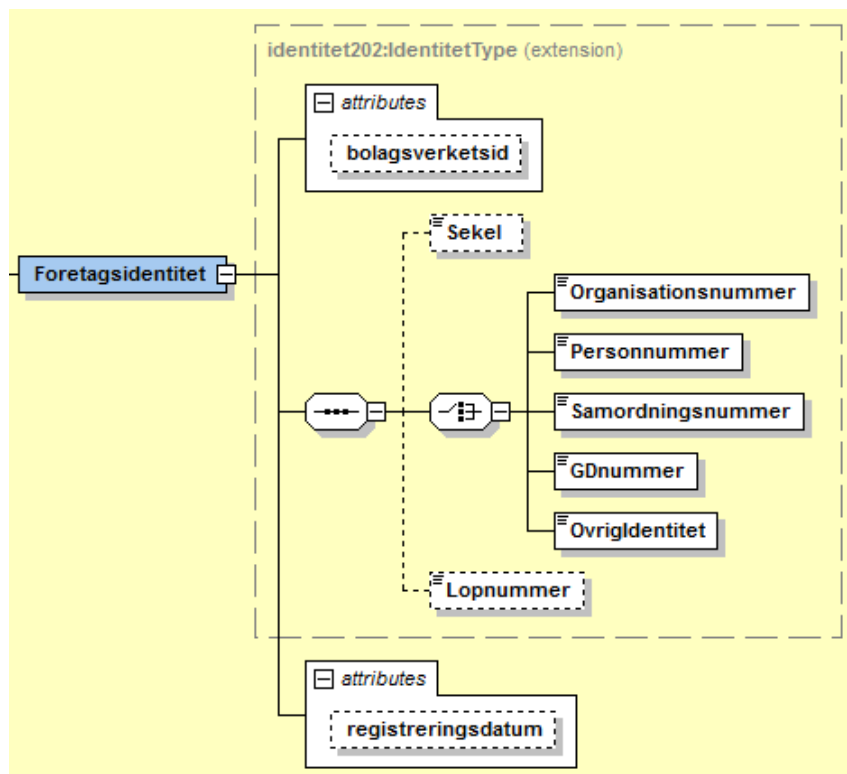 identitet202:IdentitetType (extension)
attributes
bolagsverketsid
Sekel
Foretagsidentitet
Organisationsnummer
Personnummer
Samordningsnummer
GDnummer
OvrigIdentitet
Lopnummer
attributes
registreringsdatum